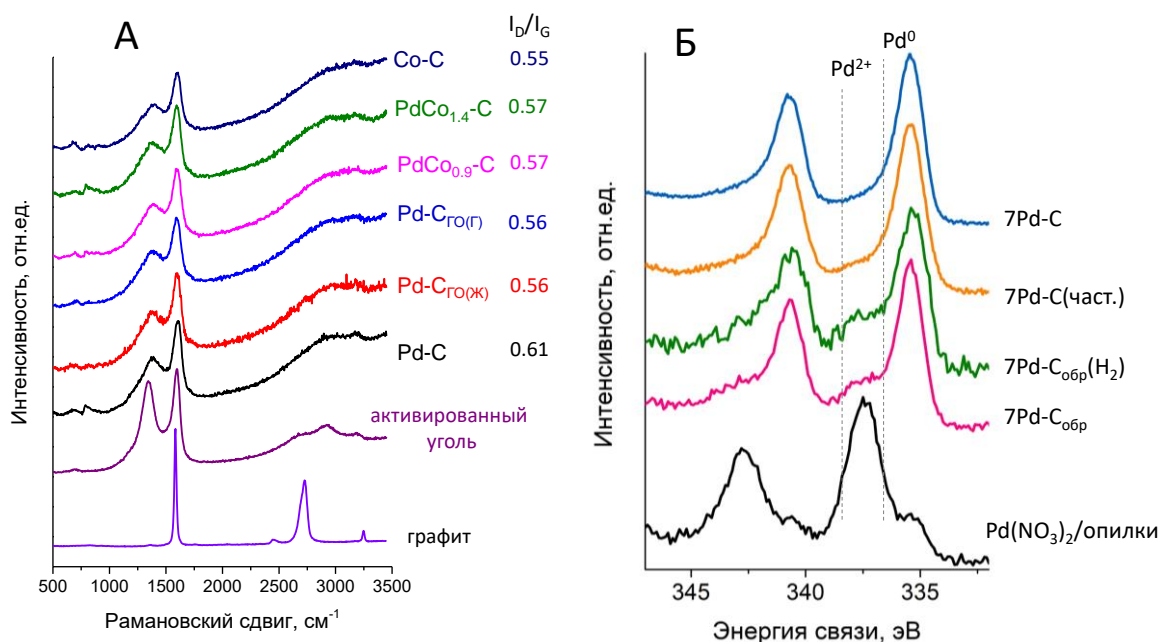 А
I_D/I_G
Co-C
0.55
PdCo1.4-C
0.57
PdCo0.9-C
0.57
Pd-CГО(Г)
0.56
Pd-CГО(Ж)
0.56
Pd-C
0.61
активированный
уголь
графит
Интенсивность, отн.ед.
500 1000 1500 2000 2500 3000 3500
Рамановский сдвиг, см-1
Б
Pd2+
Pd0
7Pd-C
7Pd-C(част.)
7Pd-Cобр(H2)
7Pd-Cобр
Pd(NO3)2/опилки
Интенсивность, отн.ед.
345 340 335
Энергия связи, эВ